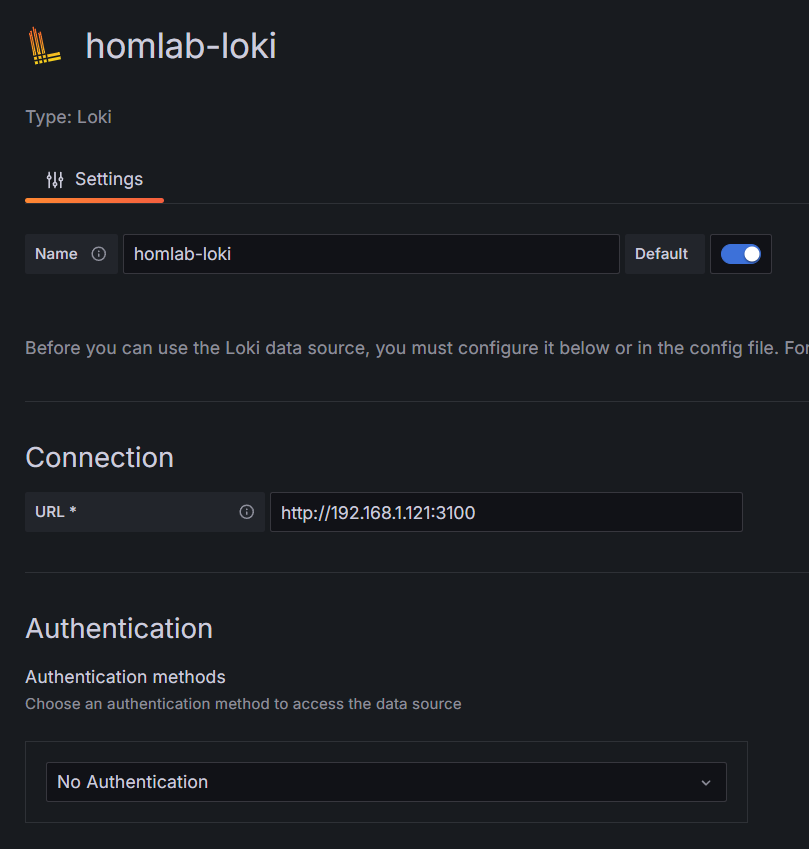 homlab-loki
Type: Loki
Settings
Name homlab-loki Default
Before you can use the Loki data source, you must configure it below or in the config file. For
Connection
URL * http://192.168.1.121:3100
Authentication
Authentication methods
Choose an authentication method to access the data source
No Authentication